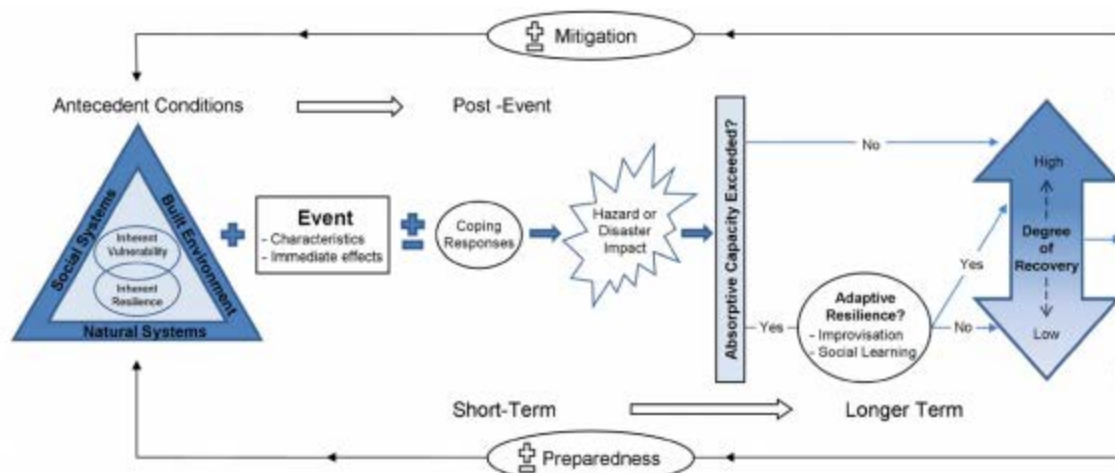 Mitigation
Antecedent Conditions
Post -Event
Social Systems
Built Environment
Natural Systems
Inherent
Vulnerability
Inherent
Resilience
Event
- Characteristics
- Immediate effects
Coping
Responses
Hazard or
Disaster
Impact
Absorptive Capacity Exceeded?
No
Yes
Adaptive
Resilience?
- Improvisation
- Social Learning
Yes
No
High
Degree
of
Recovery
Low
Short-Term
Longer Term
Preparedness